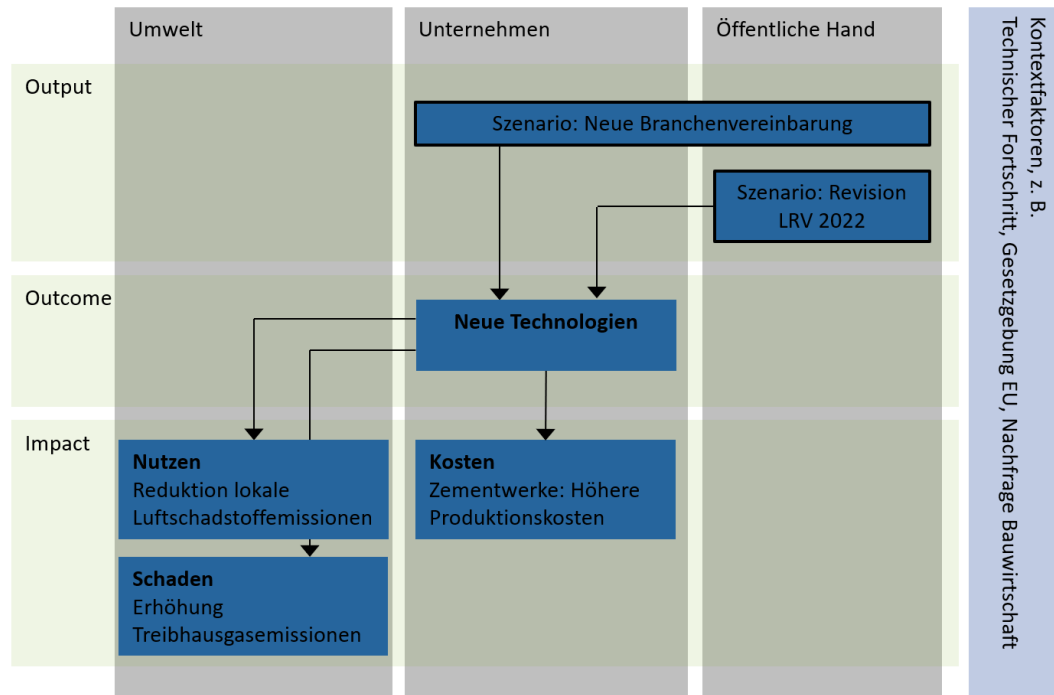 Umwelt
Unternehmen
Öffentliche Hand
Output
Szenario: Neue Branchenvereinbarung
Szenario: Revision
LRV 2022
Outcome
Neue Technologien
Impact
Nutzen
Reduktion lokale
Luftschadstoffemissionen
Kosten
Zementwerke: Höhere
Produktionskosten
Schaden
Erhöhung
Treibhausgasemissionen
Kontextfaktoren, z. B.
Technischer Fortschritt, Gesetzgebung EU, Nachfrage Bauwirtschaft